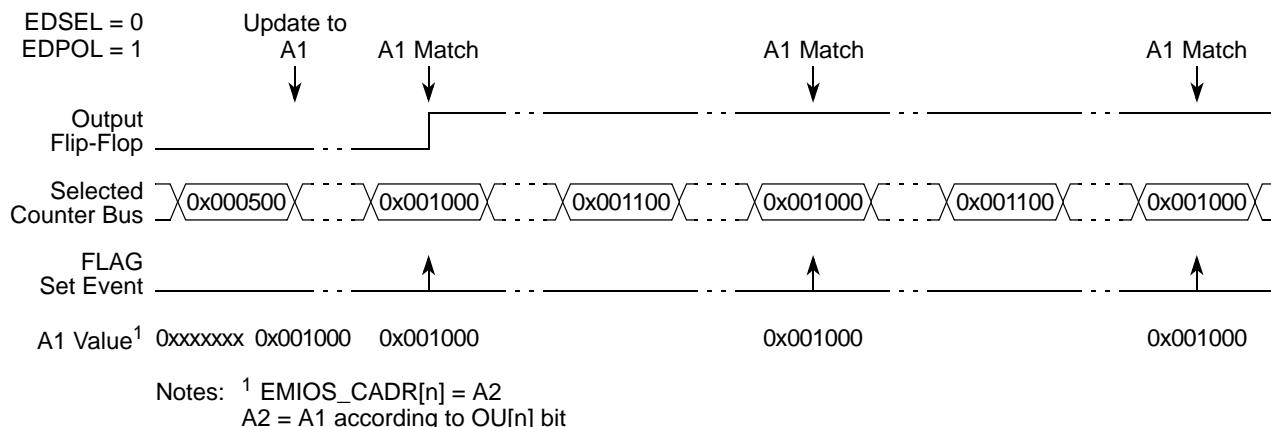 EDSEL = 0
EDPOL = 1
Update to
A1
A1 Match
A1 Match
A1 Match
Output
Flip-Flop
Selected
Counter Bus
0x000500
0x001000
0x001100
0x001000
0x001100
0x001000
FLAG
Set Event
A1 Value1 0xxxxxxx 0x001000 0x001000 0x001000 0x001000
Notes: 1 EMIOS_CADR[n] = A2
A2 = A1 according to OU[n] bit